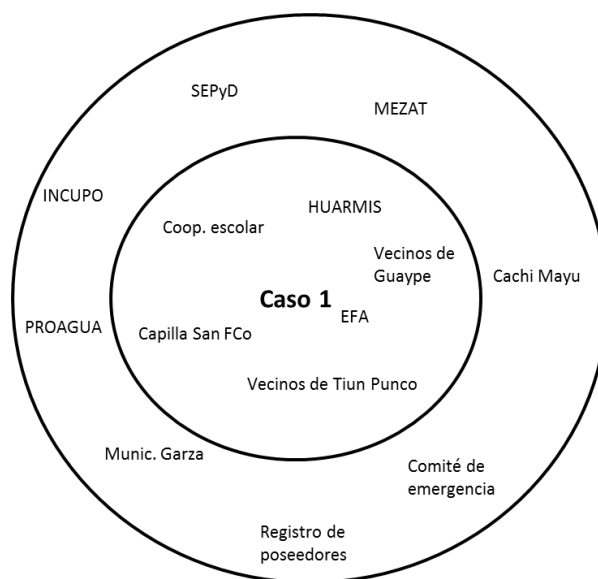 SEPyD
MEZAT
INCUPO
HUARMIS
Coop. escolar
Vecinos de
Guaype
Cachi Mayu
Caso 1
EFA
PROAGUA
Capilla San FCo
Vecinos de Tiun Punco
Munic. Garza
Comité de
emergencia
Registro de
poseedores